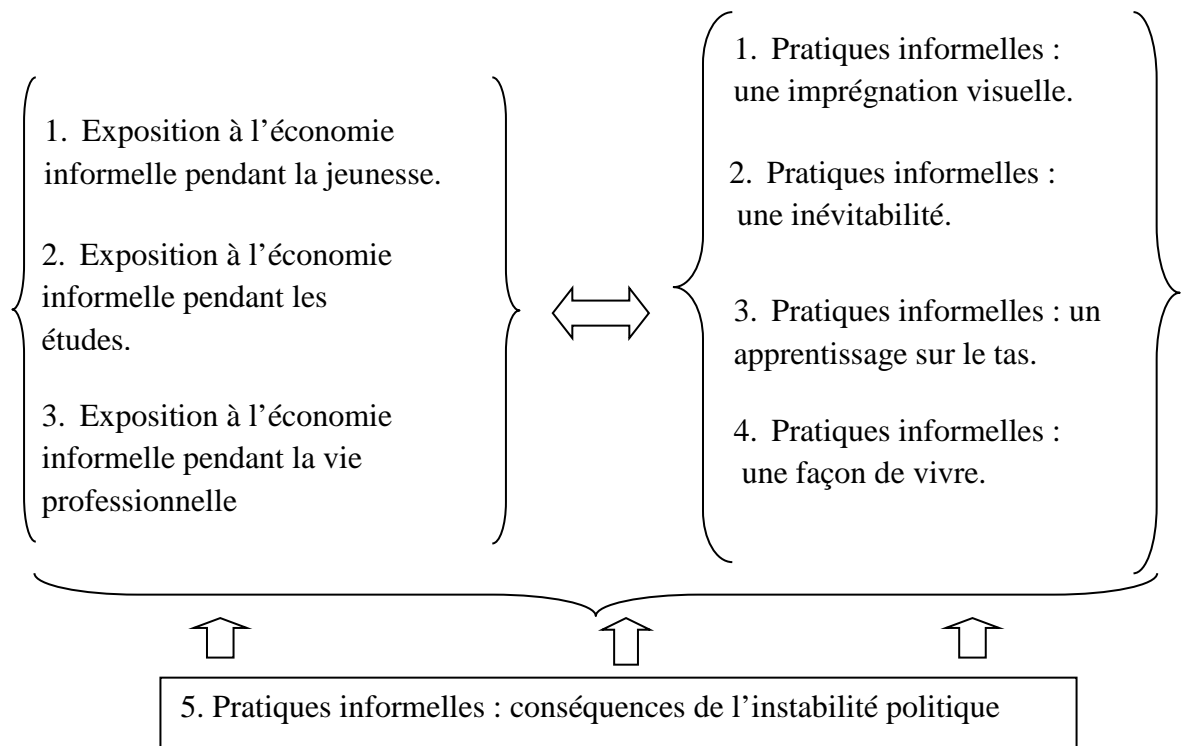 1. Exposition à l’économie
informelle pendant la jeunesse.
2. Exposition à l’économie
informelle pendant les
études.
3. Exposition à l’économie
informelle pendant la vie
professionnelle
1. Pratiques informelles :
une imprégnation visuelle.
2. Pratiques informelles :
une inévitabilité.
3. Pratiques informelles : un
apprentissage sur le tas.
4. Pratiques informelles :
une façon de vivre.
5. Pratiques informelles : conséquences de l’instabilité politique